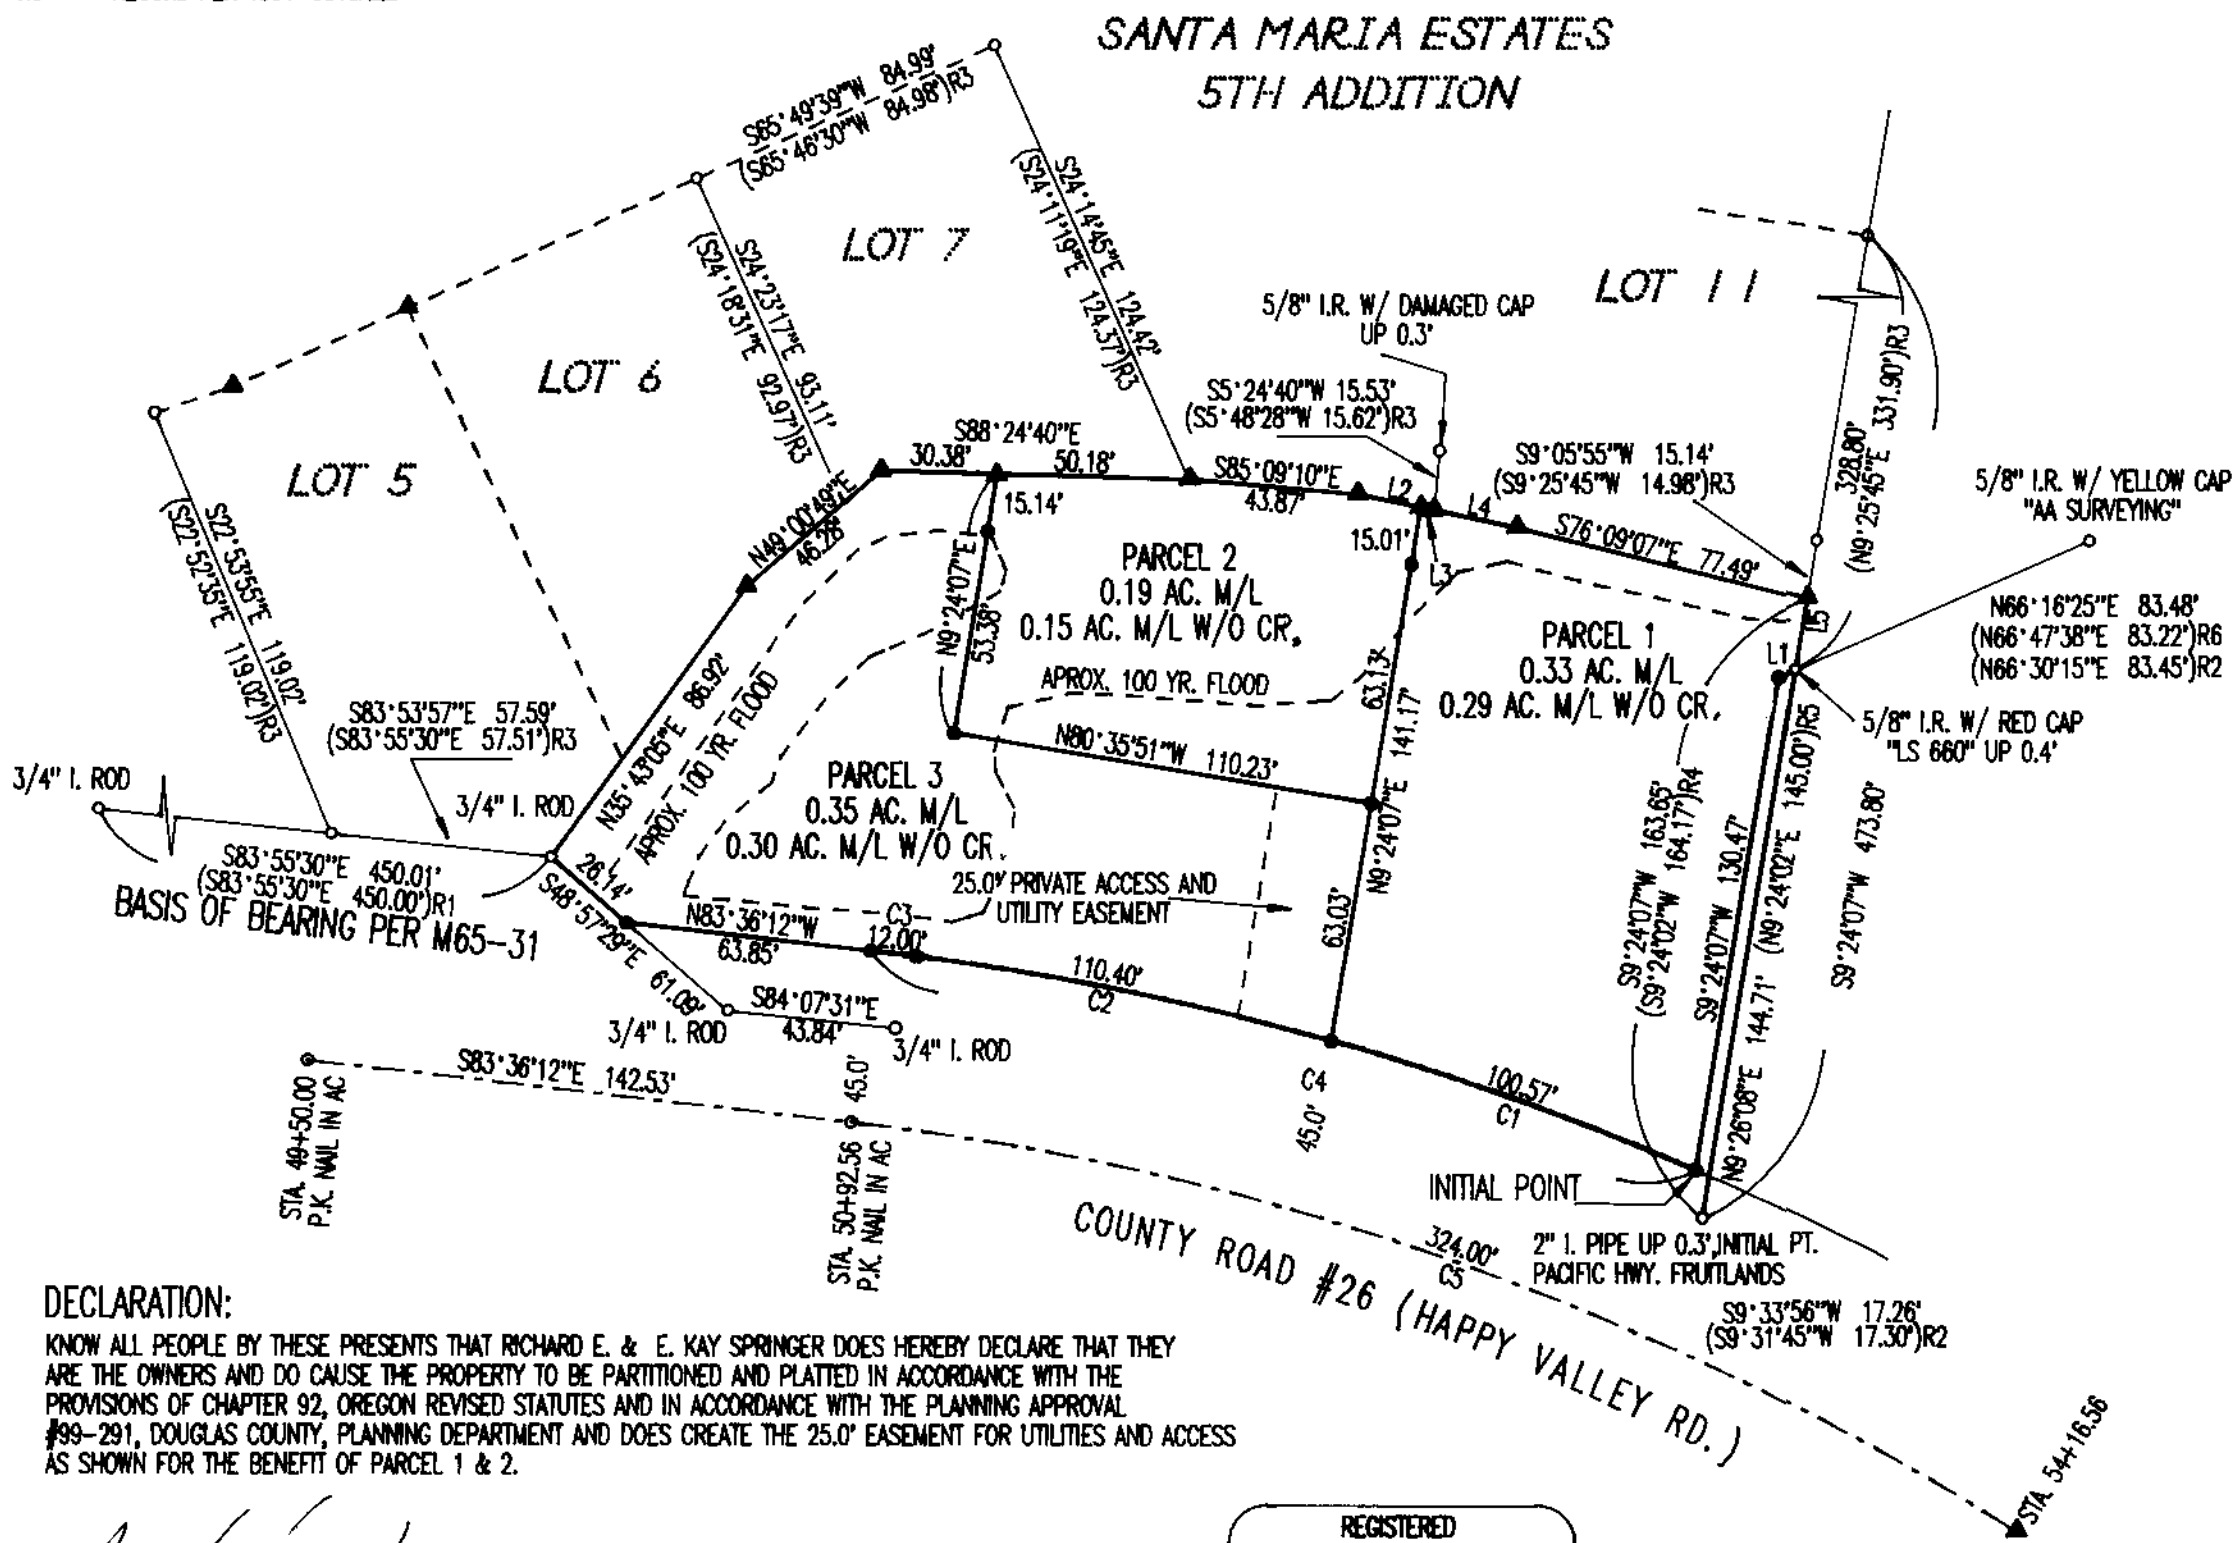 SANTA MARIA ESTATES
5TH ADDITION
S65°49'39"W 84.99'
(S65°46'30"W 84.98')R3
S24°14'45"E 124.42'
(S24°11'19"E 124.37')R3
LOT 7
S24°23'17"E 93.11'
(S24°18'31"E 92.97')R3
LOT 11
5/8" I.R. W/ DAMAGED CAP
UP 0.3'
328.80'
(N9°25'45"E 331.90')R3
LOT 6
S5°24'40"W 15.53'
(S5°48'28"W 15.62')R3
S88°24'40"E
30.38'
50.18'
S85°09'10"E
43.87'
L2
L4
S9°05'55"W 15.14'
(S9°25'45"W 14.98')R3
LOT 5
5/8" I.R. W/ YELLOW CAP
"AA SURVEYING"
S22°53'55"E 119.02'
(S22°52'35"E 119.02')R3
N49°00'49"E
46.28'
15.14'
15.01'
L3
S76°09'07"E 77.49'
L5
L1
PARCEL 2
0.19 AC. M/L
0.15 AC. M/L W/O CR.
N9°24'07"E
53.38'
APROX. 100 YR. FLOOD
63.13'
PARCEL 1
0.33 AC. M/L
0.29 AC. M/L W/O CR.
N66°16'25"E 83.48'
(N66°47'38"E 83.22')R6
(N66°30'15"E 83.45')R2
5/8" I.R. W/ RED CAP
"LS 660" UP 0.4'
S83°53'57"E 57.59'
(S83°55'30"E 57.51')R3
N35°43'05"E 86.92'
APROX. 100 YR. FLOOD
N80°35'51"W 110.23'
N9°24'07"E 141.17'
3/4" I. ROD
3/4" I. ROD
PARCEL 3
0.35 AC. M/L
0.30 AC. M/L W/O CR.
S83°55'30"E 450.01'
(S83°55'30"E 450.00')R1
BASIS OF BEARING PER M65-31
26.14'
S48°57'29"E 61.09'
N83°36'12"W
63.85'
C3
12.00'
25.0' PRIVATE ACCESS AND
UTILITY EASEMENT
63.03'
S9°24'07"W 163.65'
(S9°24'02"W 164.17')R4
S9°24'07"W 130.47'
N9°26'08"E 144.71' (N9°24'02"E 145.00')R5
S9°24'07"W 473.80'
110.40'
C2
S84°07'31"E
43.84'
3/4" I. ROD
3/4" I. ROD
S83°36'12"E 142.53'
STA. 49+50.00
P.K. NAIL IN AC
45.0'
STA. 50+92.56
P.K. NAIL IN AC
C4
45.0'
100.57'
C1
INITIAL POINT
2" I. PIPE UP 0.3',INITIAL PT.
PACIFIC HWY. FRUITLANDS
S9°33'56"W 17.26'
(S9°31'45"W 17.30')R2
324.00'
C5
COUNTY ROAD #26 (HAPPY VALLEY RD.)
STA. 54+16.56
DECLARATION:
KNOW ALL PEOPLE BY THESE PRESENTS THAT RICHARD E. & E. KAY SPRINGER DOES HEREBY DECLARE THAT THEY
ARE THE OWNERS AND DO CAUSE THE PROPERTY TO BE PARTITIONED AND PLATTED IN ACCORDANCE WITH THE
PROVISIONS OF CHAPTER 92, OREGON REVISED STATUTES AND IN ACCORDANCE WITH THE PLANNING APPROVAL
#99-291, DOUGLAS COUNTY, PLANNING DEPARTMENT AND DOES CREATE THE 25.0' EASEMENT FOR UTILITIES AND ACCESS
AS SHOWN FOR THE BENEFIT OF PARCEL 1 & 2.
REGISTERED